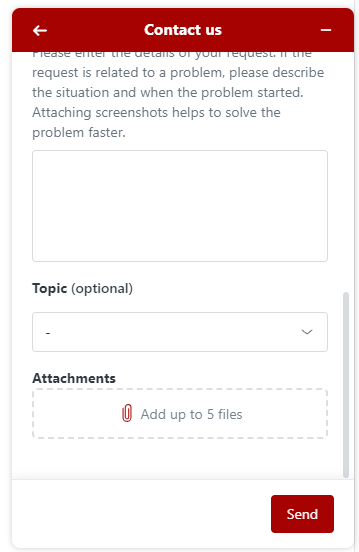 Contact us
Please enter the details of your request. If the
request is related to a problem, please describe
the situation and when the problem started.
Attaching screenshots helps to solve the
problem faster.
Topic (optional)
-
Attachments
Add up to 5 files
Send